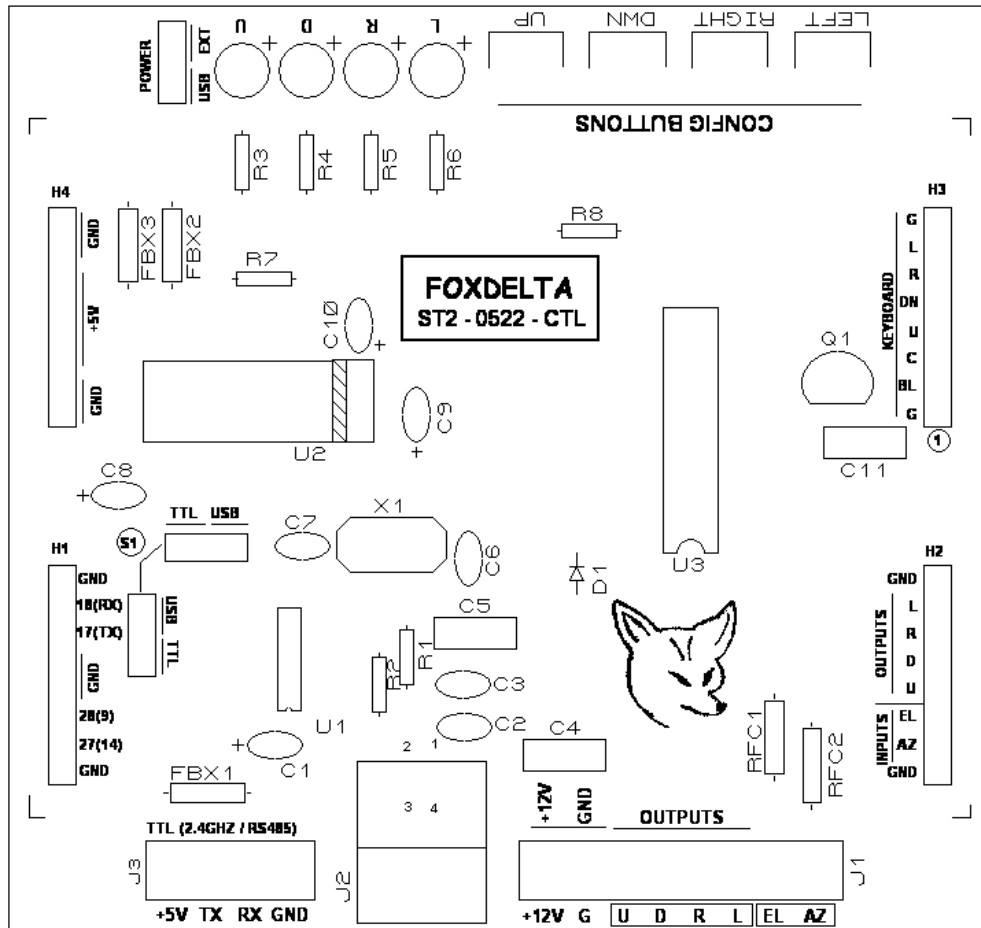 POWER
USB EXT
U D R L
+ + + +
UP DWN RIGHT LEFT
CONFIG BUTTONS
R3 R4 R5 R6
H4
GND
+5V
GND
FBX3 FBX2
R7
R8
H3
G
L
R
DN
U
C
BL
G
KEYBOARD
1
FOXDELTA
ST2 - 0522 - CTL
C10
+
Q1
U2
C9
+
C11
C8
+
TTL USB
S1
C7
X1
C6
U3
D1
H1
GND
18(RX)
17(TX)
GND
28(9)
27(14)
GND
USB
TTL
C5
R1
R2
C3
C2
U1
+
C1
2 1
3 4
FBX1
C4
RFC1
RFC2
H2
GND
L
R
D
U
EL
AZ
GND
OUTPUTS
INPUTS
+12V GND
OUTPUTS
TTL (2.4GHZ / RS485)
J3
J2
J1
+5V TX RX GND
+12V G U D R L EL AZ